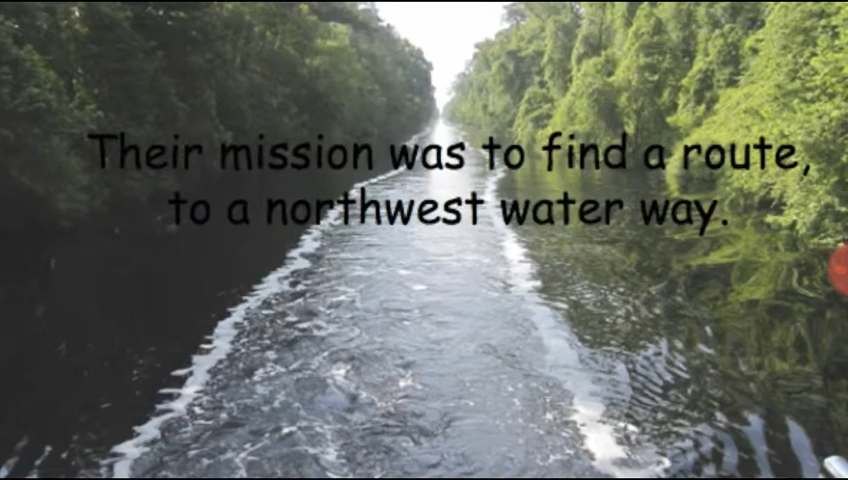 Their mission was to find a route,
to a northwest water way.